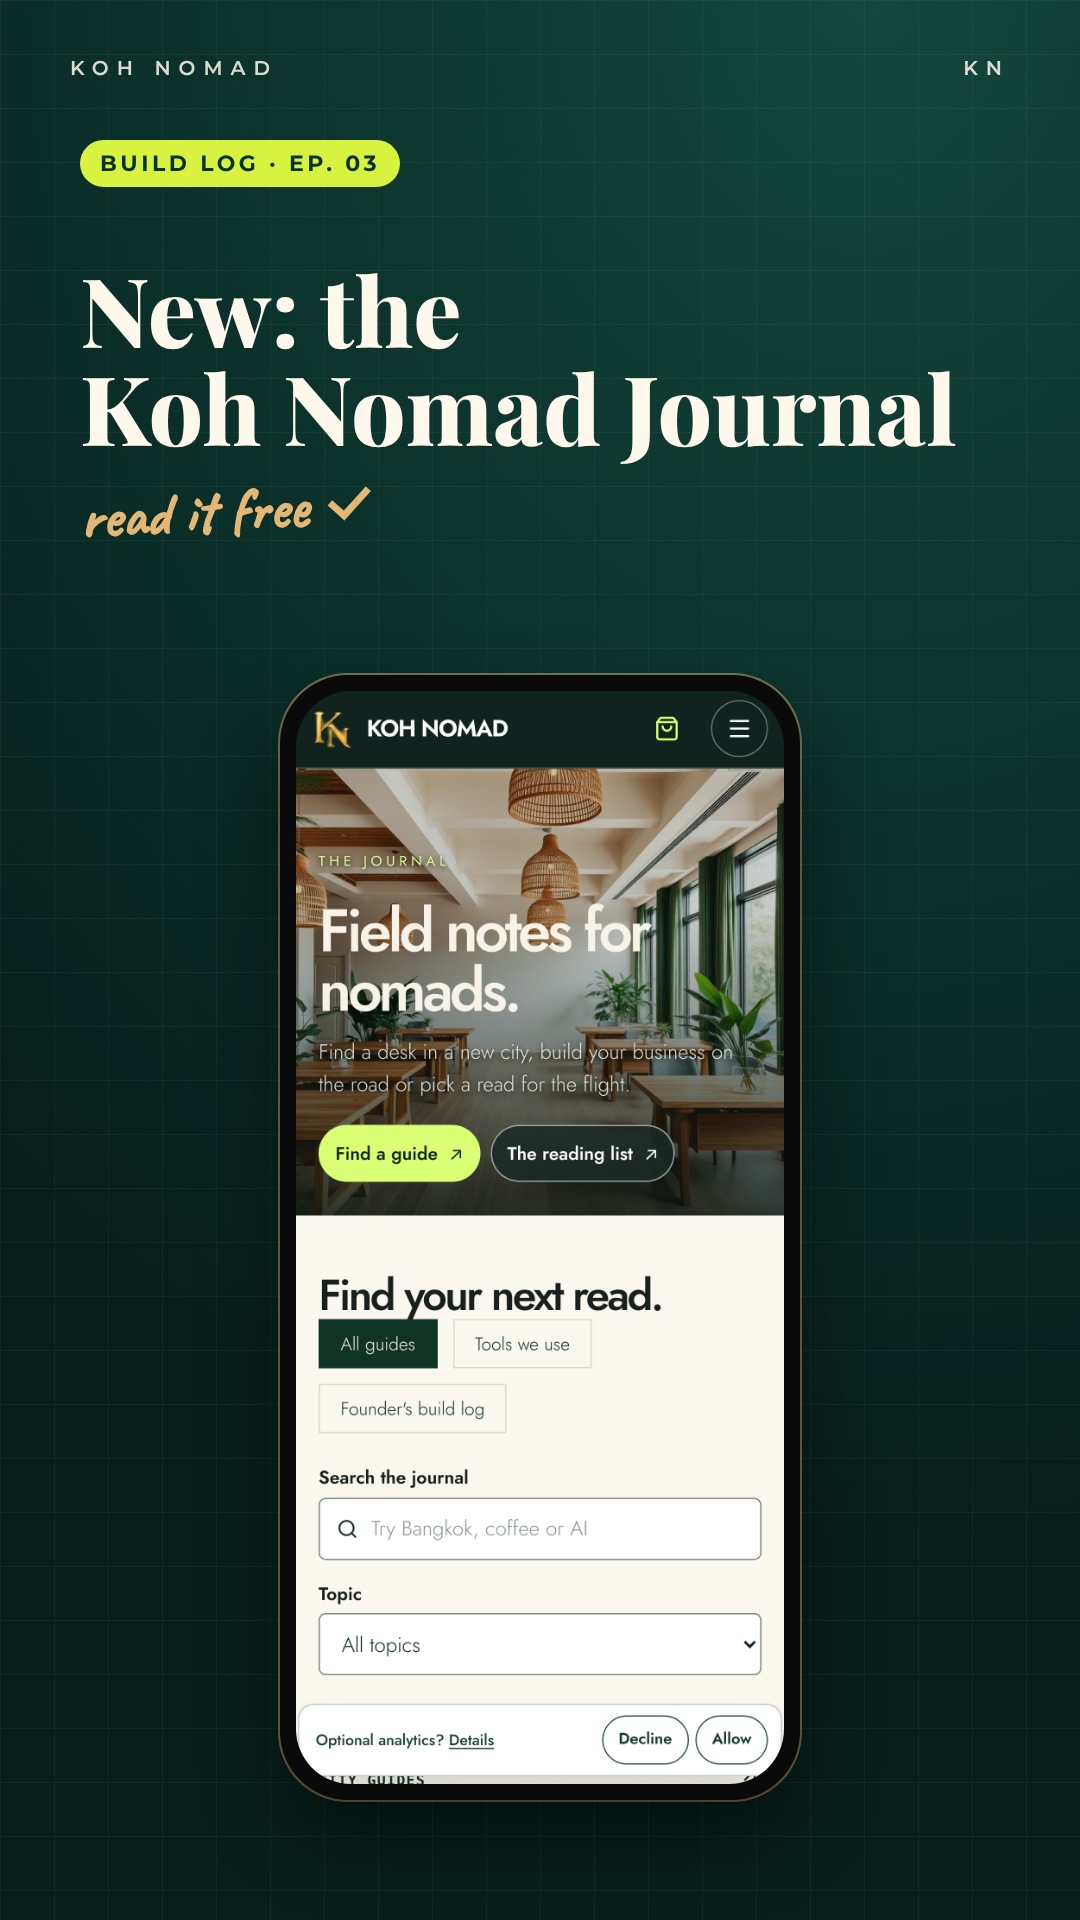 KOH NOMAD
KN
BUILD LOG · EP. 03
New: the
Koh Nomad Journal
read it free ✓
KN KOH NOMAD
THE JOURNAL
Field notes for
nomads.
Find a desk in a new city, build your business on
the road or pick a read for the flight.
Find a guide ↗ The reading list ↗
Find your next read.
All guides Tools we use
Founder's build log
Search the journal
Try Bangkok, coffee or AI
Topic
All topics
Optional analytics? Details Decline Allow
GUIDES